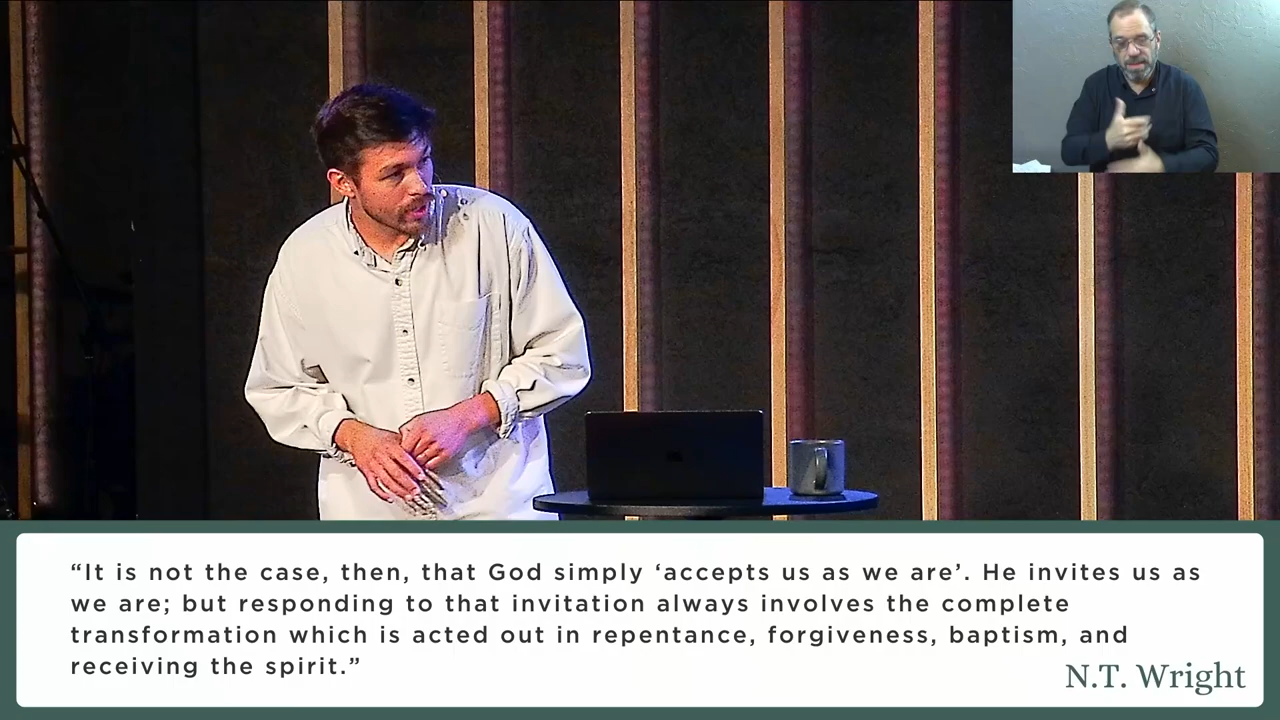 “It is not the case, then, that God simply ‘accepts us as we are’. He invites us as
we are; but responding to that invitation always involves the complete
transformation which is acted out in repentance, forgiveness, baptism, and
receiving the spirit.”
N.T. Wright